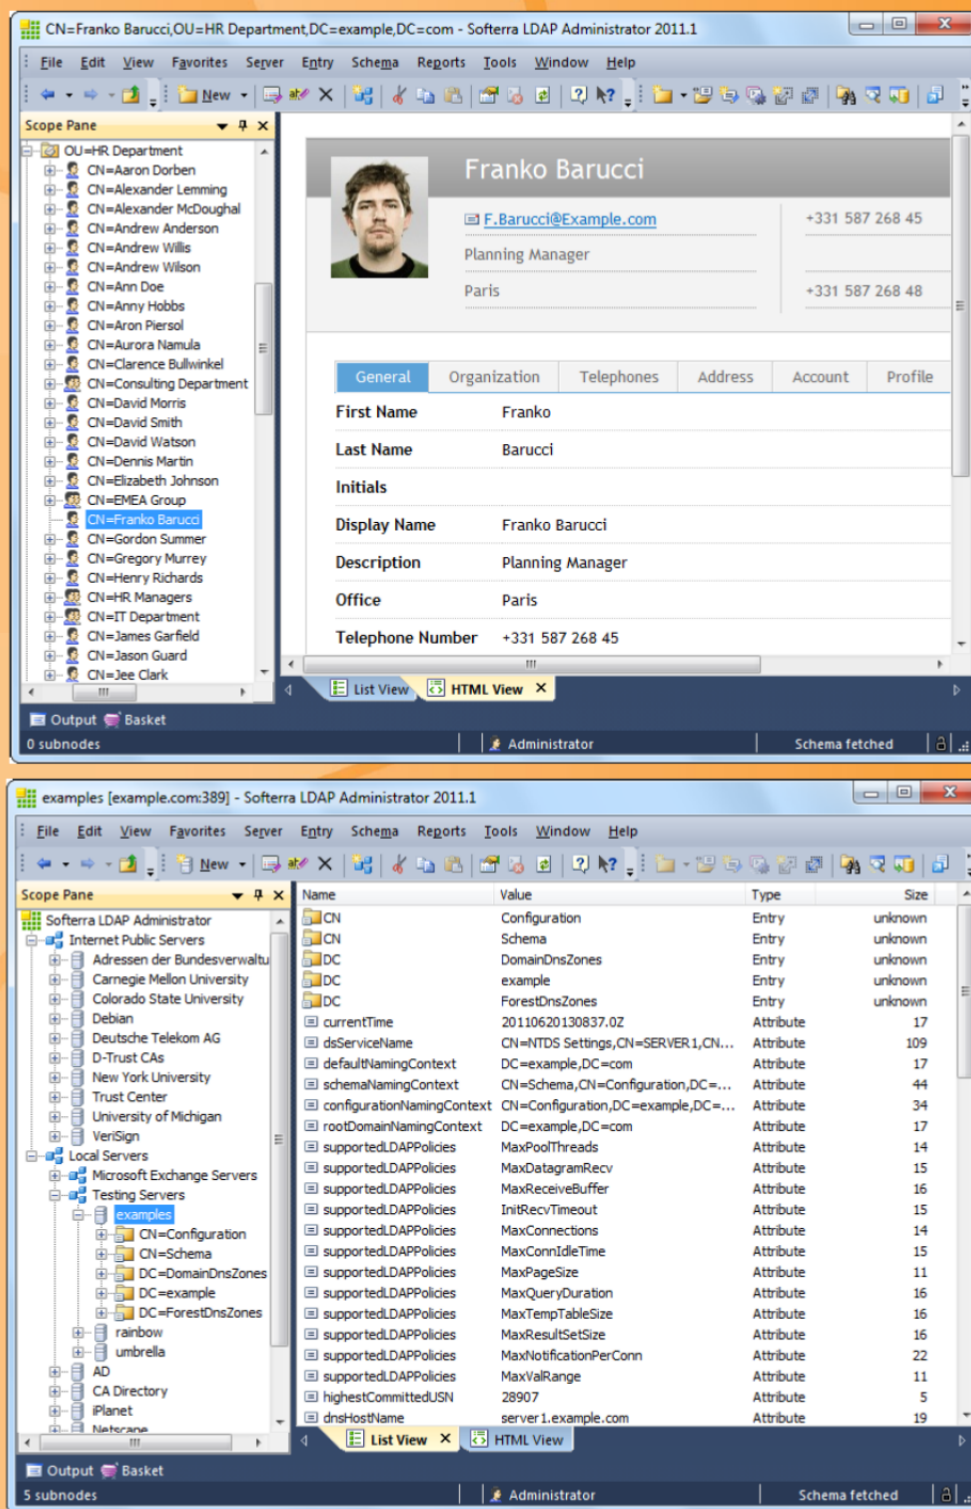 CN=Franko Barucci,OU=HR Department,DC=example,DC=com - Softerra LDAP Administrator 2011.1
File Edit View Favorites Server Entry Schema Reports Tools Window Help
New
Scope Pane
OU=HR Department
CN=Aaron Dorben
CN=Alexander Lemming
CN=Alexander McDoughal
CN=Andrew Anderson
CN=Andrew Willis
CN=Andrew Wilson
CN=Ann Doe
CN=Anny Hobbs
CN=Aron Piersol
CN=Aurora Namula
CN=Clarence Bullwinkel
CN=Consulting Department
CN=David Morris
CN=David Smith
CN=David Watson
CN=Dennis Martin
CN=Elizabeth Johnson
CN=EMEA Group
CN=Franko Barucci
CN=Gordon Summer
CN=Gregory Murrey
CN=Henry Richards
CN=HR Managers
CN=IT Department
CN=James Garfield
CN=Jason Guard
CN=Jee Clark
Franko Barucci
F.Barucci@Example.com +331 587 268 45
Planning Manager
Paris +331 587 268 48
General Organization Telephones Address Account Profile
First Name Franko
Last Name Barucci
Initials
Display Name Franko Barucci
Description Planning Manager
Office Paris
Telephone Number +331 587 268 45
List View HTML View
Output Basket
0 subnodes Administrator Schema fetched
examples [example.com:389] - Softerra LDAP Administrator 2011.1
File Edit View Favorites Server Entry Schema Reports Tools Window Help
New
Scope Pane
Softerra LDAP Administrator
Internet Public Servers
Adressen der Bundesverwaltu
Carnegie Mellon University
Colorado State University
Debian
Deutsche Telekom AG
D-Trust CAs
New York University
Trust Center
University of Michigan
VeriSign
Local Servers
Microsoft Exchange Servers
Testing Servers
examples
CN=Configuration
CN=Schema
DC=DomainDnsZones
DC=example
DC=ForestDnsZones
rainbow
umbrella
AD
CA Directory
iPlanet
Netscape
Name Value Type Size
CN Configuration Entry unknown
CN Schema Entry unknown
DC DomainDnsZones Entry unknown
DC example Entry unknown
DC ForestDnsZones Entry unknown
currentTime 20110620130837.0Z Attribute 17
dsServiceName CN=NTDS Settings,CN=SERVER1,CN... Attribute 109
defaultNamingContext DC=example,DC=com Attribute 17
schemaNamingContext CN=Schema,CN=Configuration,DC=... Attribute 44
configurationNamingContext CN=Configuration,DC=example,DC=... Attribute 34
rootDomainNamingContext DC=example,DC=com Attribute 17
supportedLDAPPolicies MaxPoolThreads Attribute 14
supportedLDAPPolicies MaxDatagramRecv Attribute 15
supportedLDAPPolicies MaxReceiveBuffer Attribute 16
supportedLDAPPolicies InitRecvTimeout Attribute 15
supportedLDAPPolicies MaxConnections Attribute 14
supportedLDAPPolicies MaxConnIdleTime Attribute 15
supportedLDAPPolicies MaxPageSize Attribute 11
supportedLDAPPolicies MaxQueryDuration Attribute 16
supportedLDAPPolicies MaxTempTableSize Attribute 16
supportedLDAPPolicies MaxResultSetSize Attribute 16
supportedLDAPPolicies MaxNotificationPerConn Attribute 22
supportedLDAPPolicies MaxValRange Attribute 11
highestCommittedUSN 28907 Attribute 5
dnsHostName server1.example.com Attribute 19
List View HTML View
Output Basket
5 subnodes Administrator Schema fetched